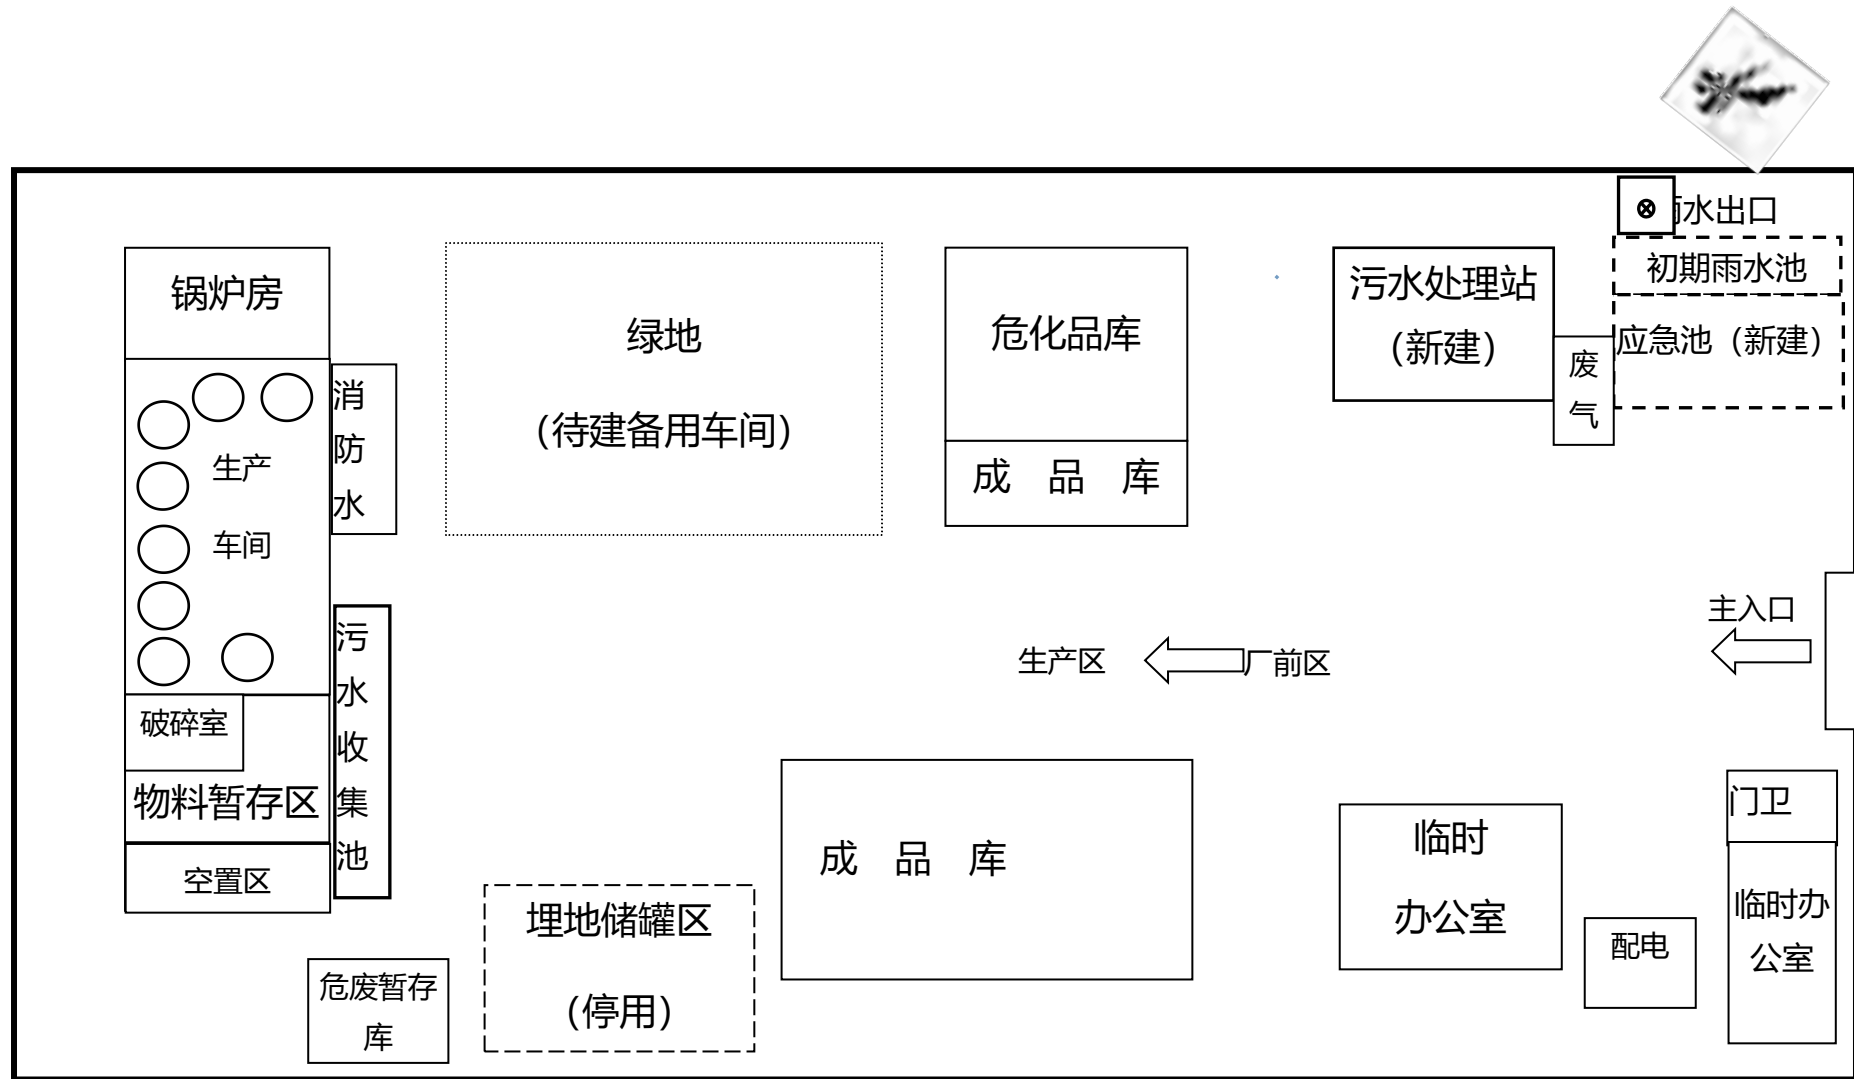 水出口
初期雨水池
锅炉房
绿地
(待建备用车间)
危化品库
污水处理站
(新建)
应急池（新建）
废
气
消
防
水
生产
车间
成 品 库
主入口
生产区
厂前区
污
水
收
集
池
破碎室
物料暂存区
空置区
成 品 库
临时
办公室
门卫
临时办
公室
配电
埋地储罐区
(停用)
危废暂存
库